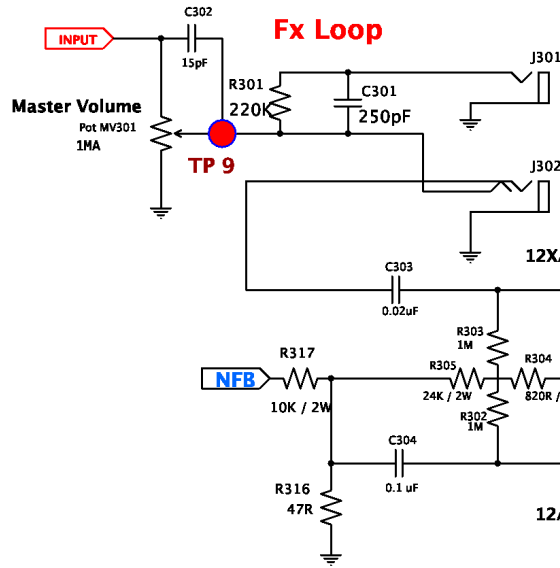 C302
Fx Loop
INPUT
15pF
J301
R301
C301
220K
250pF
Master Volume
Pot MV301
1MA
TP 9
J302
12X
C303
0.02uF
R303
1M
R317
R305
R304
NFB
10K / 2W
24K / 2W
820R /
R302
1M
C304
R316
0.1 uF
47R
12